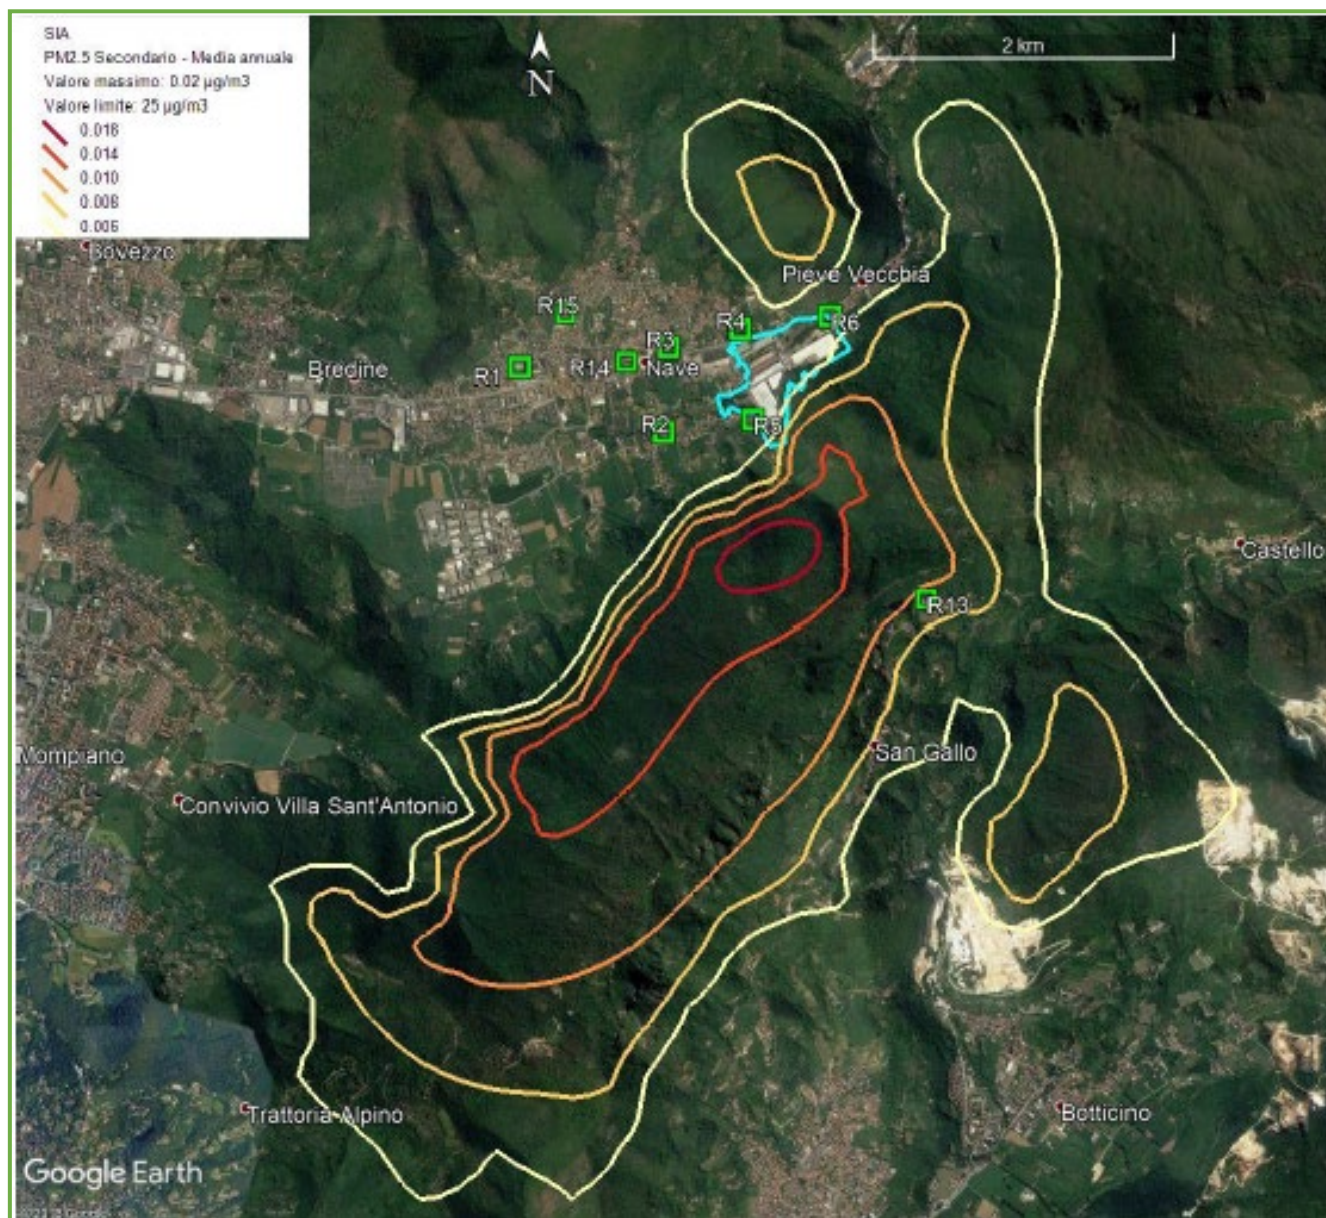 SIA
PM2.5 Secondario - Media annuale
Valore massimo: 0.02 µg/m3
Valore limite: 25 µg/m3
0.018
0.014
0.010
0.008
0.006
N
2 km
Bovezzo
Pieve Vecchia
R15
R4
R6
R3
R14
Nave
Bredine
R1
R2
R5
Castello
R13
Mompiano
San Gallo
Convivio Villa Sant'Antonio
Trattoria Alpino
Botticino
Google Earth